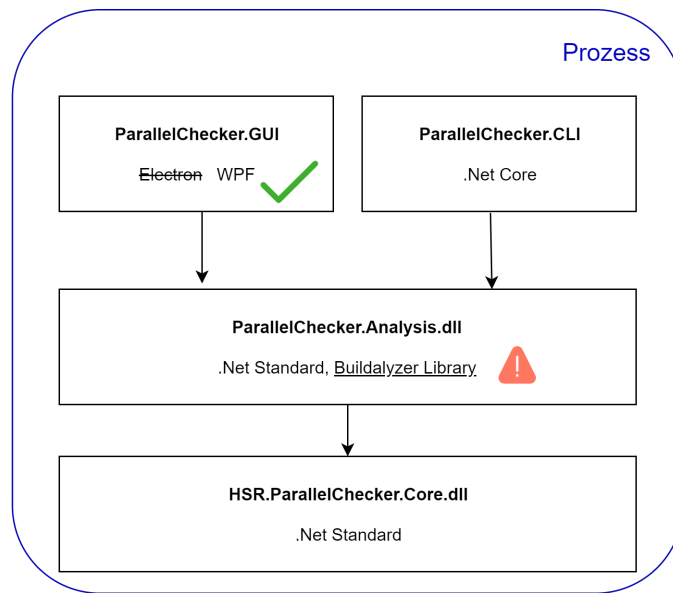 Prozess
ParallelChecker.GUI
Electron WPF
ParallelChecker.CLI
.Net Core
ParallelChecker.Analysis.dll
.Net Standard, Buildalyzer Library
!
HSR.ParallelChecker.Core.dll
.Net Standard